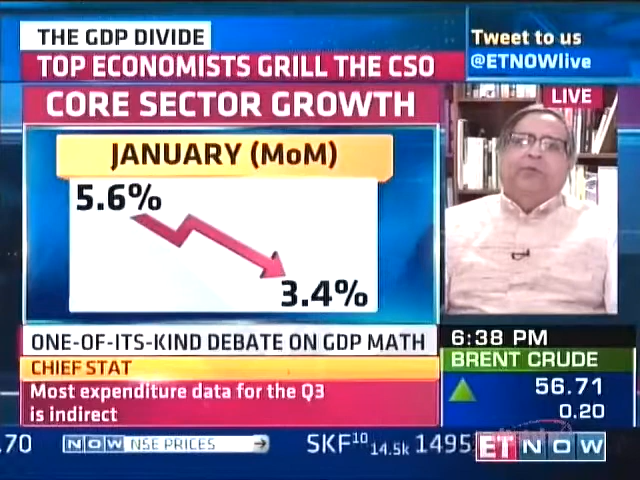 THE GDP DIVIDE
TOP ECONOMISTS GRILL THE CSO
Tweet to us
@ETNOWlive
CORE SECTOR GROWTH
LIVE
JANUARY (MoM)
5.6%
3.4%
ONE-OF-ITS-KIND DEBATE ON GDP MATH
CHIEF STAT
Most expenditure data for the Q3
is indirect
6:38 PM
BRENT CRUDE
56.71
0.20
.70 NOW NSE PRICES SKF10 14.5k 1495 ET NOW